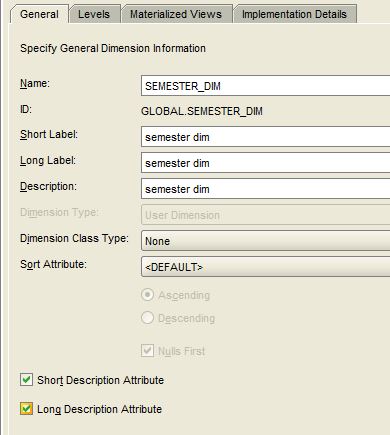 General Levels Materialized Views Implementation Details
Specify General Dimension Information
Name: SEMESTER_DIM
ID: GLOBAL.SEMESTER_DIM
Short Label: semester dim
Long Label: semester dim
Description: semester dim
Dimension Type: User Dimension
Dimension Class Type: None
Sort Attribute: <DEFAULT>
Ascending
Descending
Nulls First
Short Description Attribute
Long Description Attribute